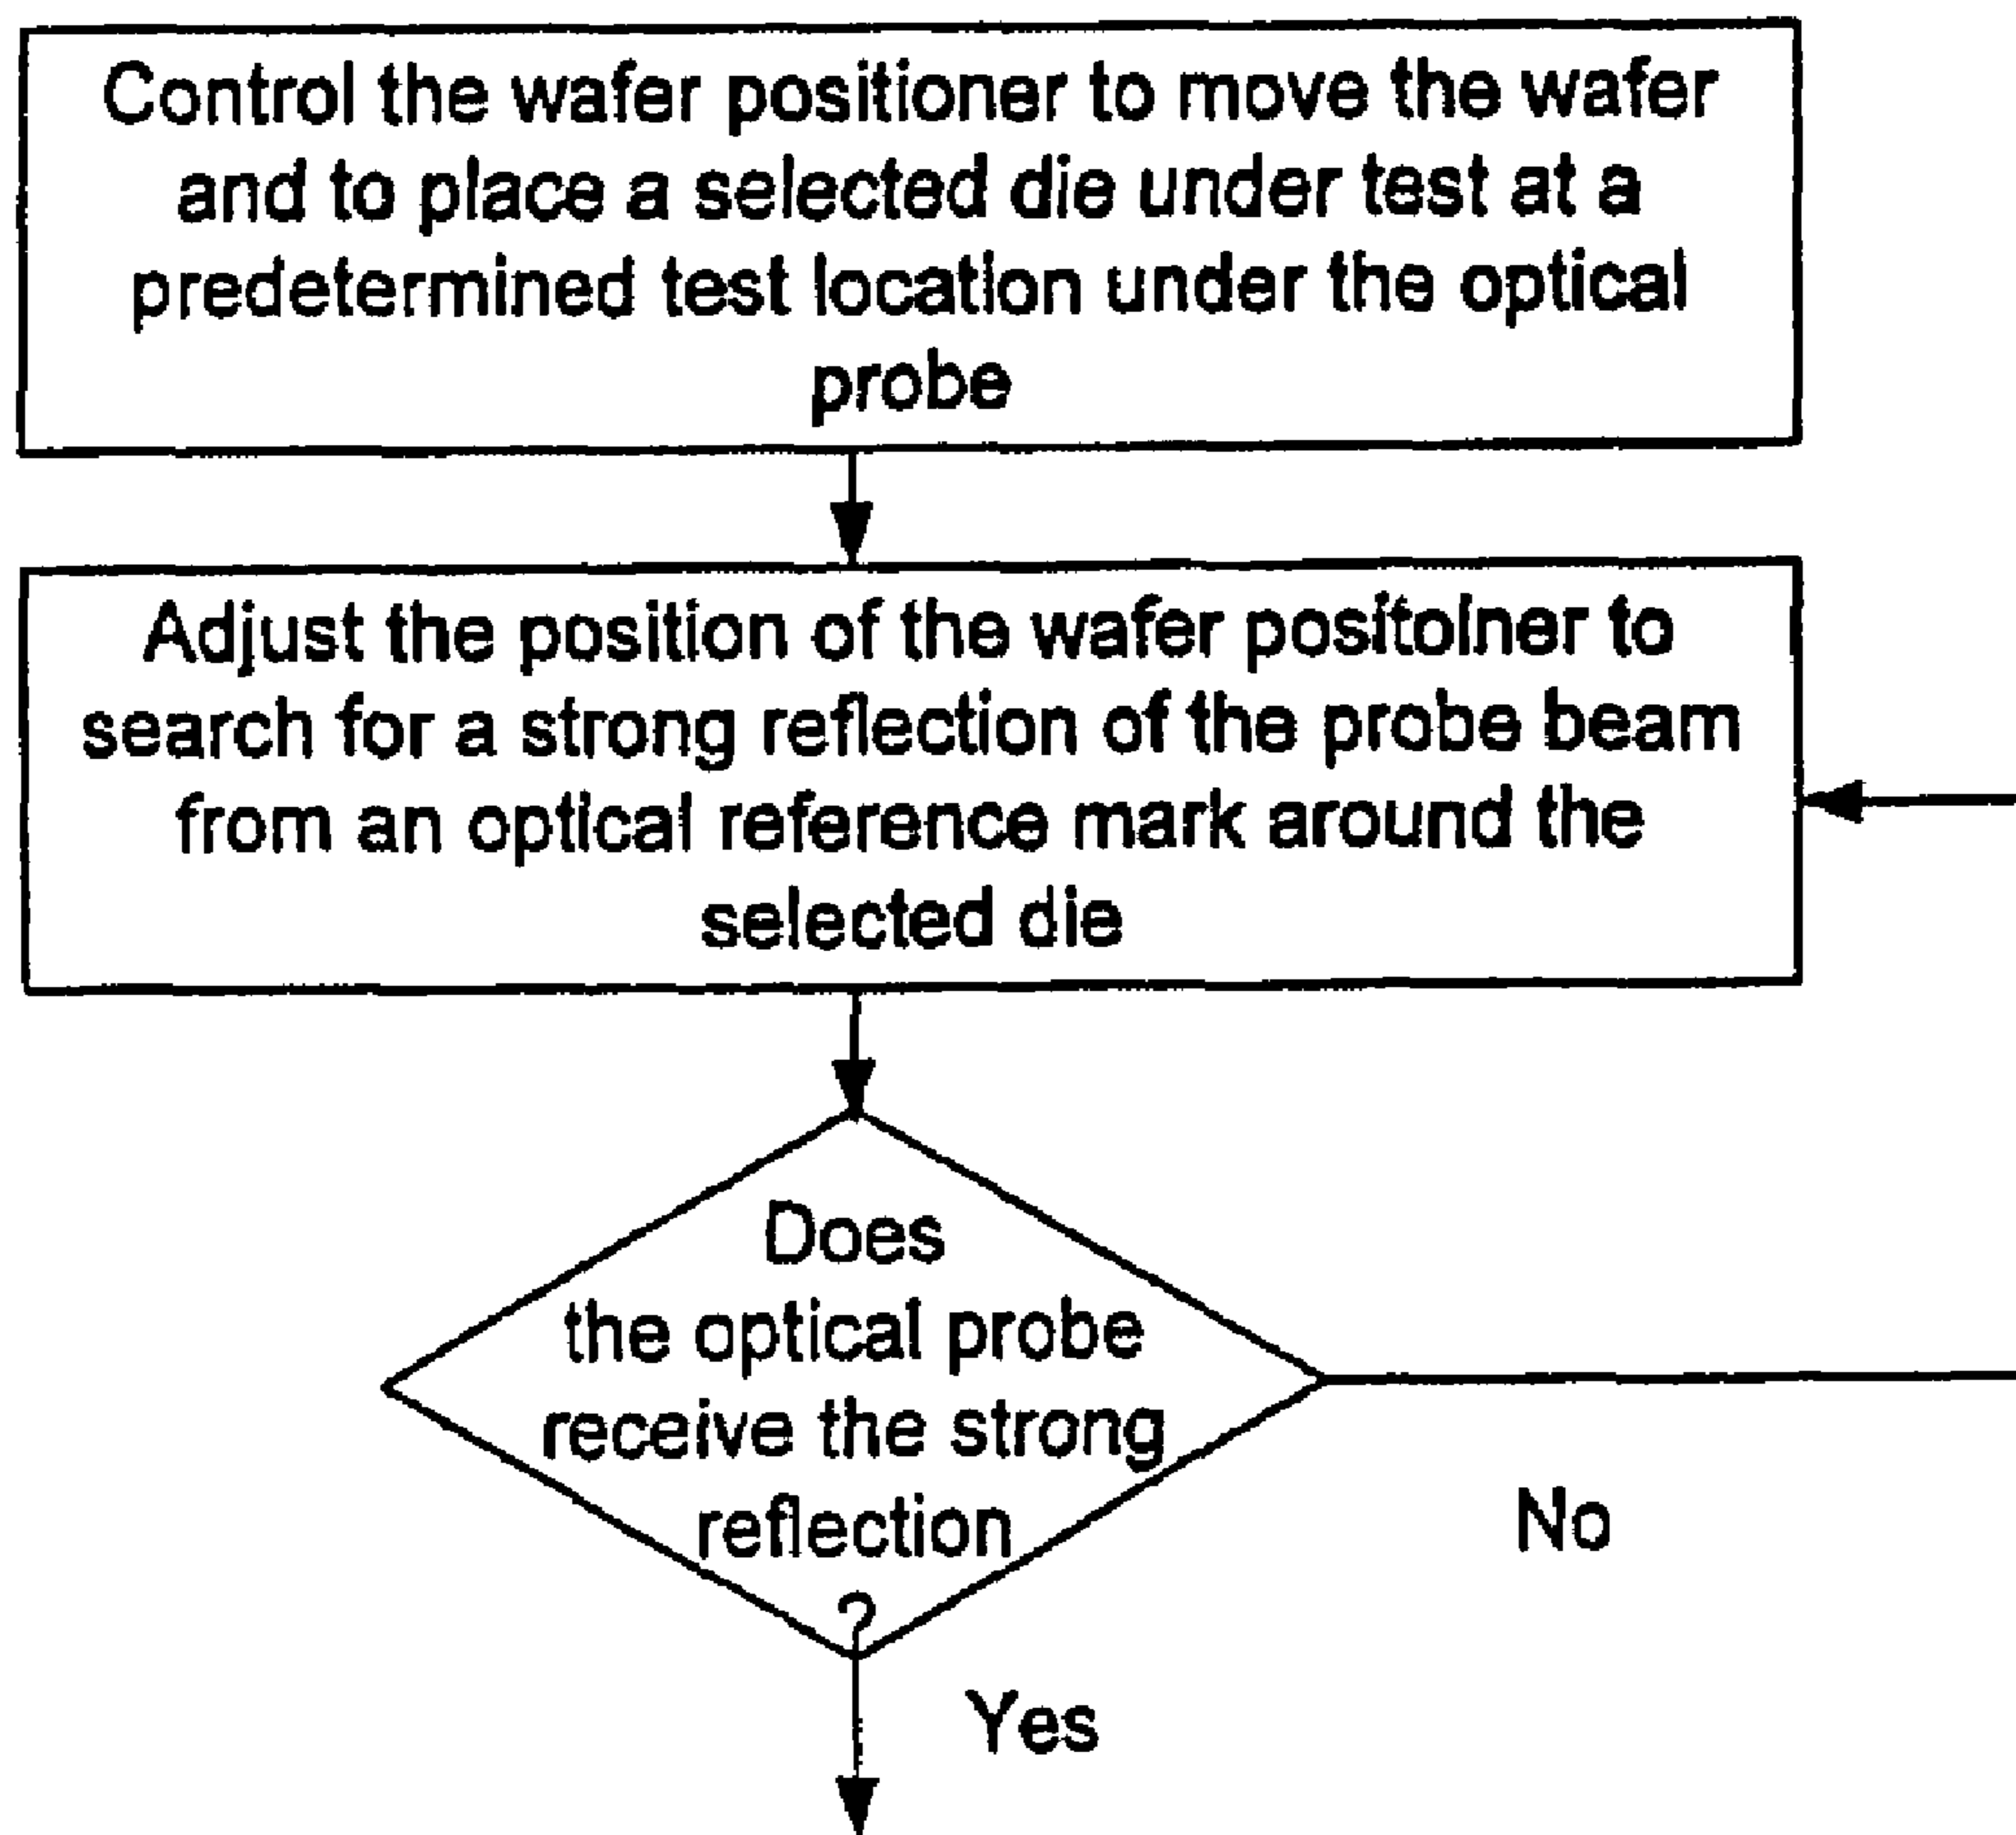 Control the wafer positioner to move the wafer
and to place a selected die under test at a
predetermined test location under the optical
probe
Adjust the position of the wafer positolner to
search for a strong reflection of the probe beam
from an optical reference mark around the
selected die
Does
the optical probe
receive the strong
reflection
?
No
Yes